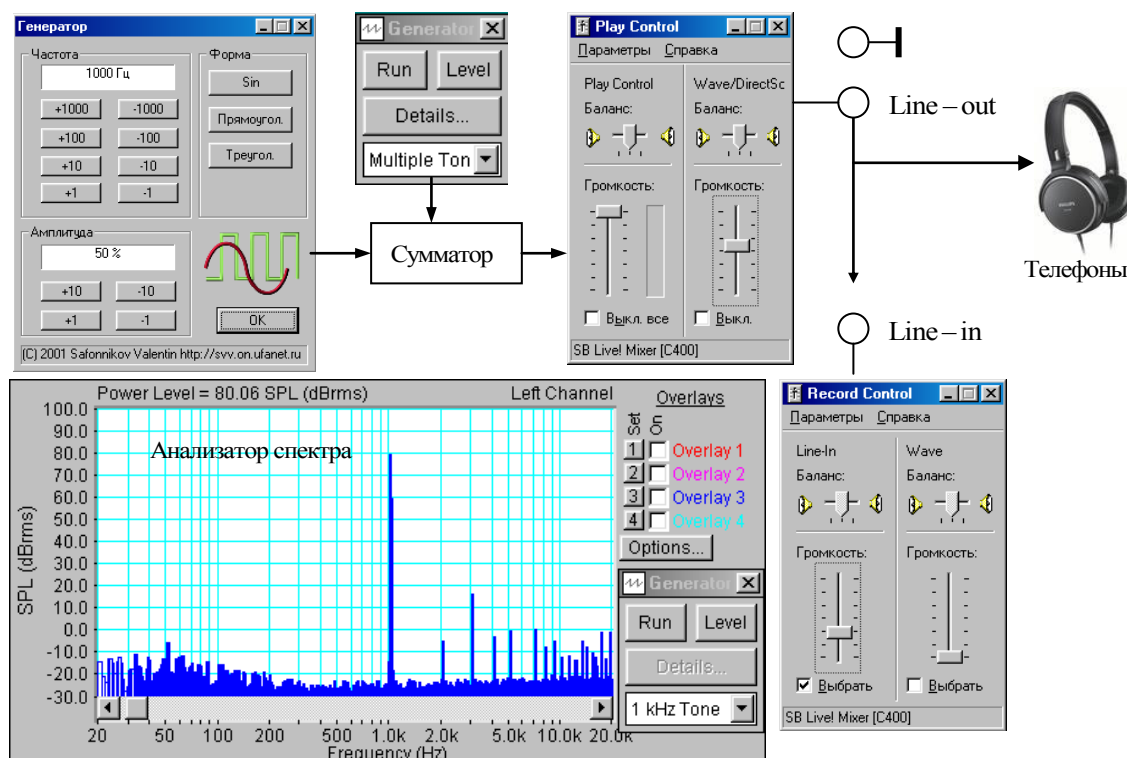 Генератор
Частота
1000 Гц
+1000 -1000
+100 -100
+10 -10
+1 -1
Форма
Sin
Прямоугол.
Треугол.
Амплитуда
50 %
+10 -10
+1 -1
OK
(C) 2001 Safonnikov Valentin http://svv.on.ufanet.ru
Generator
Run Level
Details...
Multiple Ton
Сумматор
Play Control
Параметры Справка
Play Control
Баланс:
Громкость:
Выкл. все
Wave/DirectSc
Баланс:
Громкость:
Выкл.
SB Live! Mixer [C400]
Line – out
PHILIPS
Телефоны
Line – in
Power Level = 80.06 SPL (dBrms) Left Channel
Анализатор спектра
SPL (dBrms)
100.0
90.0
80.0
70.0
60.0
50.0
40.0
30.0
20.0
10.0
0.0
-10.0
-20.0
-30.0
20 50 100 200 500 1.0k 2.0k 5.0k 10.0k 20.0k
Frequency (Hz)
Overlays
Set On
1 Overlay 1
2 Overlay 2
3 Overlay 3
4 Overlay 4
Options...
Generator
Run Level
Details...
1 kHz Tone
Record Control
Параметры Справка
Line-In
Баланс:
Громкость:
Выбрать
Wave
Баланс:
Громкость:
Выбрать
SB Live! Mixer [C400]